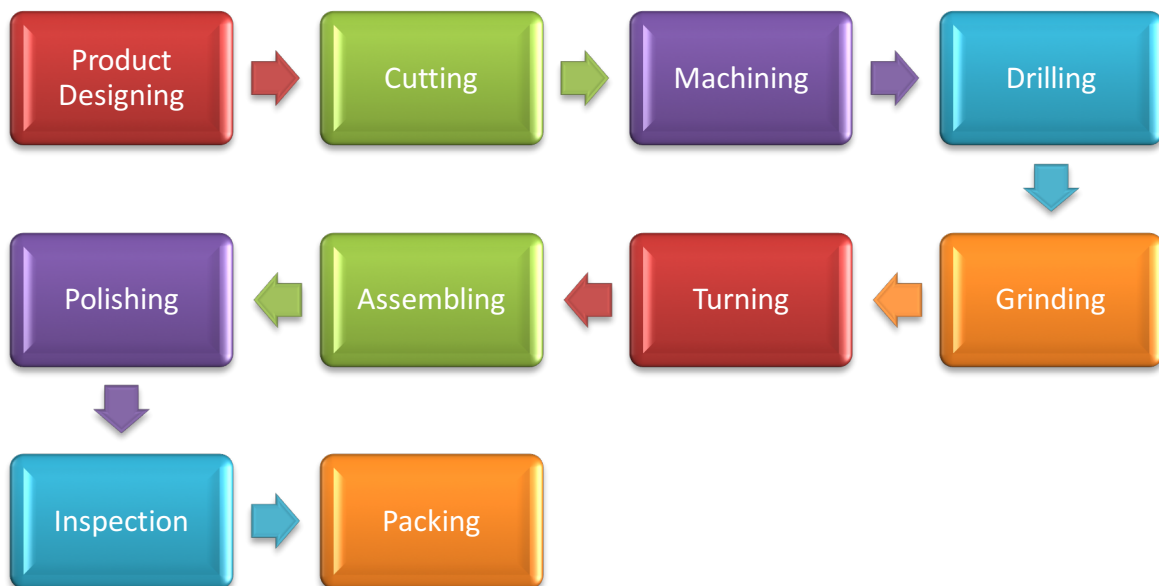 Product
Designing
Cutting
Machining
Drilling
Grinding
Turning
Assembling
Polishing
Inspection
Packing